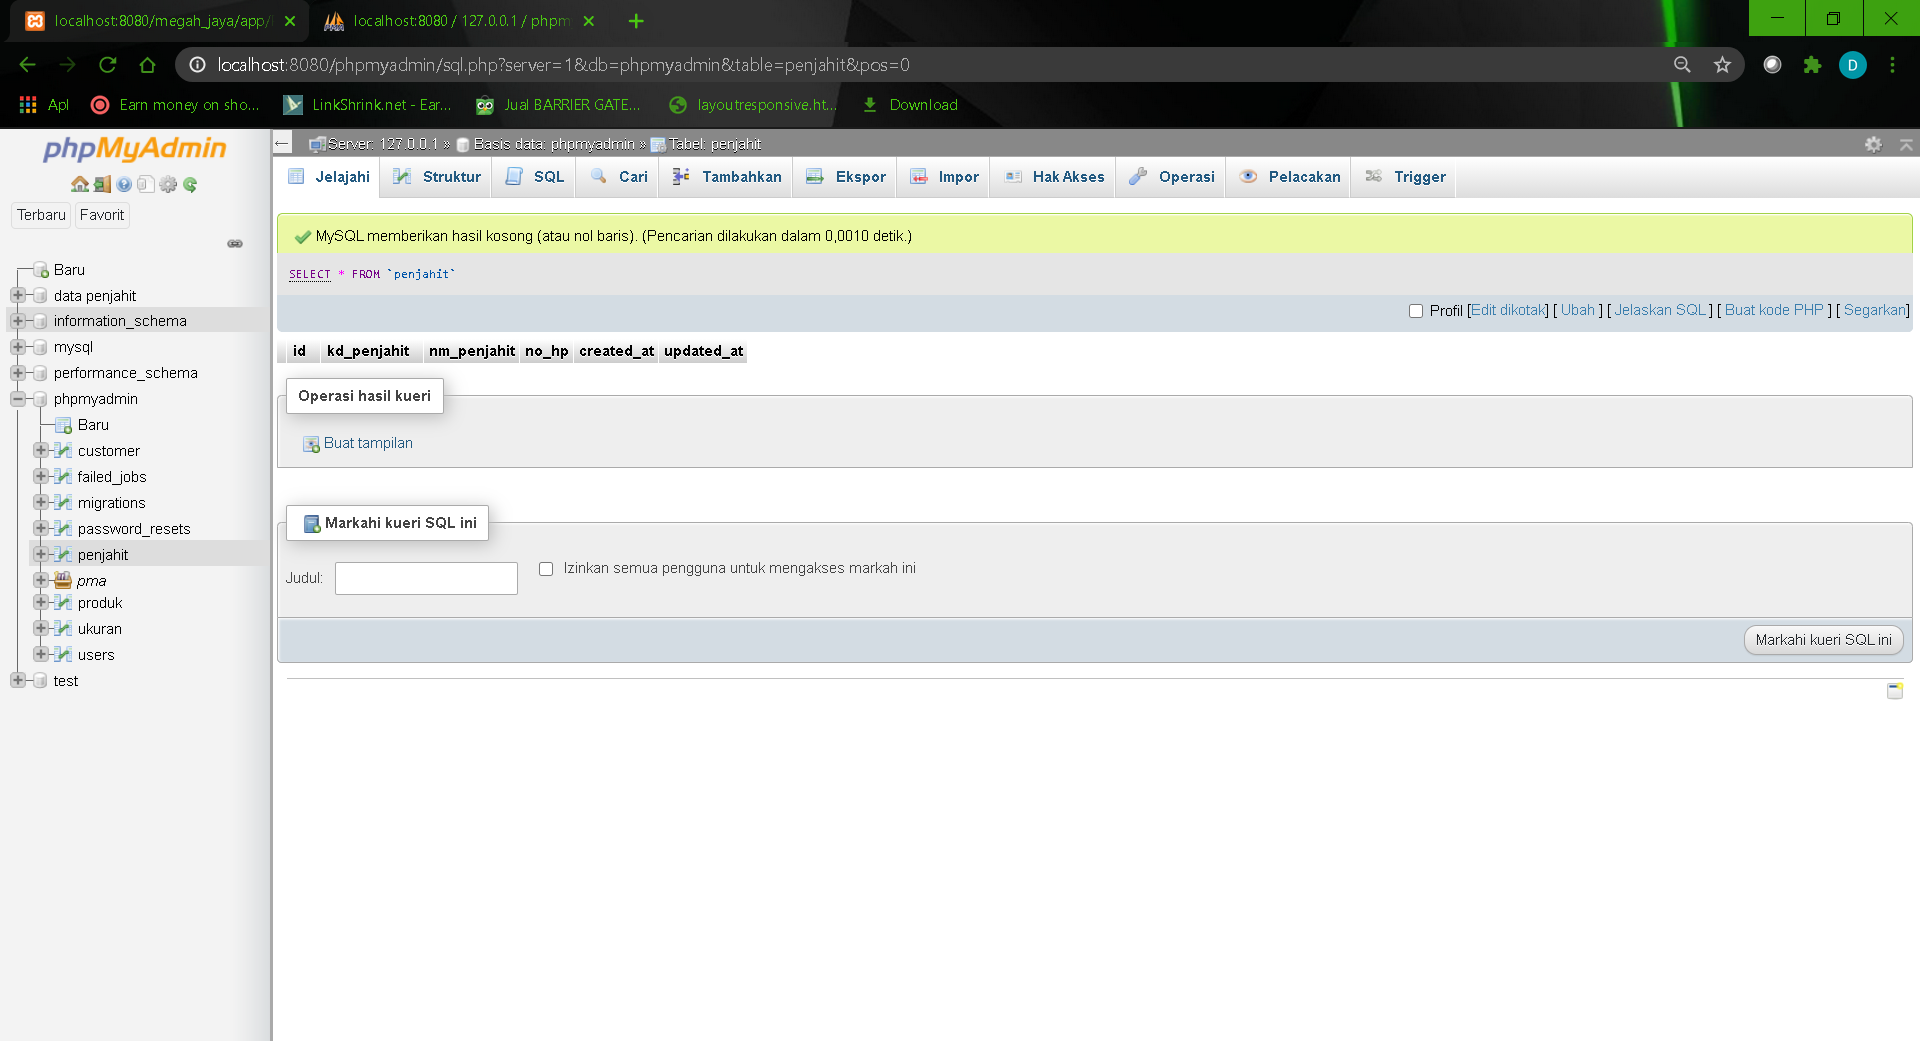 localhost:8080/megah_jaya/app/
localhost:8080 / 127.0.0.1 / phpm
localhost:8080/phpmyadmin/sql.php?server=1&db=phpmyadmin&table=penjahit&pos=0
D
Apl
Earn money on sho...
LinkShrink.net - Ear...
Jual BARRIER GATE...
layoutresponsive.ht...
Download
phpMyAdmin
Terbaru
Favorit
Baru
data penjahit
information_schema
mysql
performance_schema
phpmyadmin
Baru
customer
failed_jobs
migrations
password_resets
penjahit
pma
produk
ukuran
users
test
Server: 127.0.0.1 » Basis data: phpmyadmin » Tabel: penjahit
Jelajahi Struktur SQL Cari Tambahkan Ekspor Impor Hak Akses Operasi Pelacakan Trigger
MySQL memberikan hasil kosong (atau nol baris). (Pencarian dilakukan dalam 0,0010 detik.)
SELECT * FROM `penjahit`
Profil [Edit dikotak] [ Ubah ] [ Jelaskan SQL ] [ Buat kode PHP ] [ Segarkan]
id kd_penjahit nm_penjahit no_hp created_at updated_at
Operasi hasil kueri
Buat tampilan
Markahi kueri SQL ini
Judul:
Izinkan semua pengguna untuk mengakses markah ini
Markahi kueri SQL ini